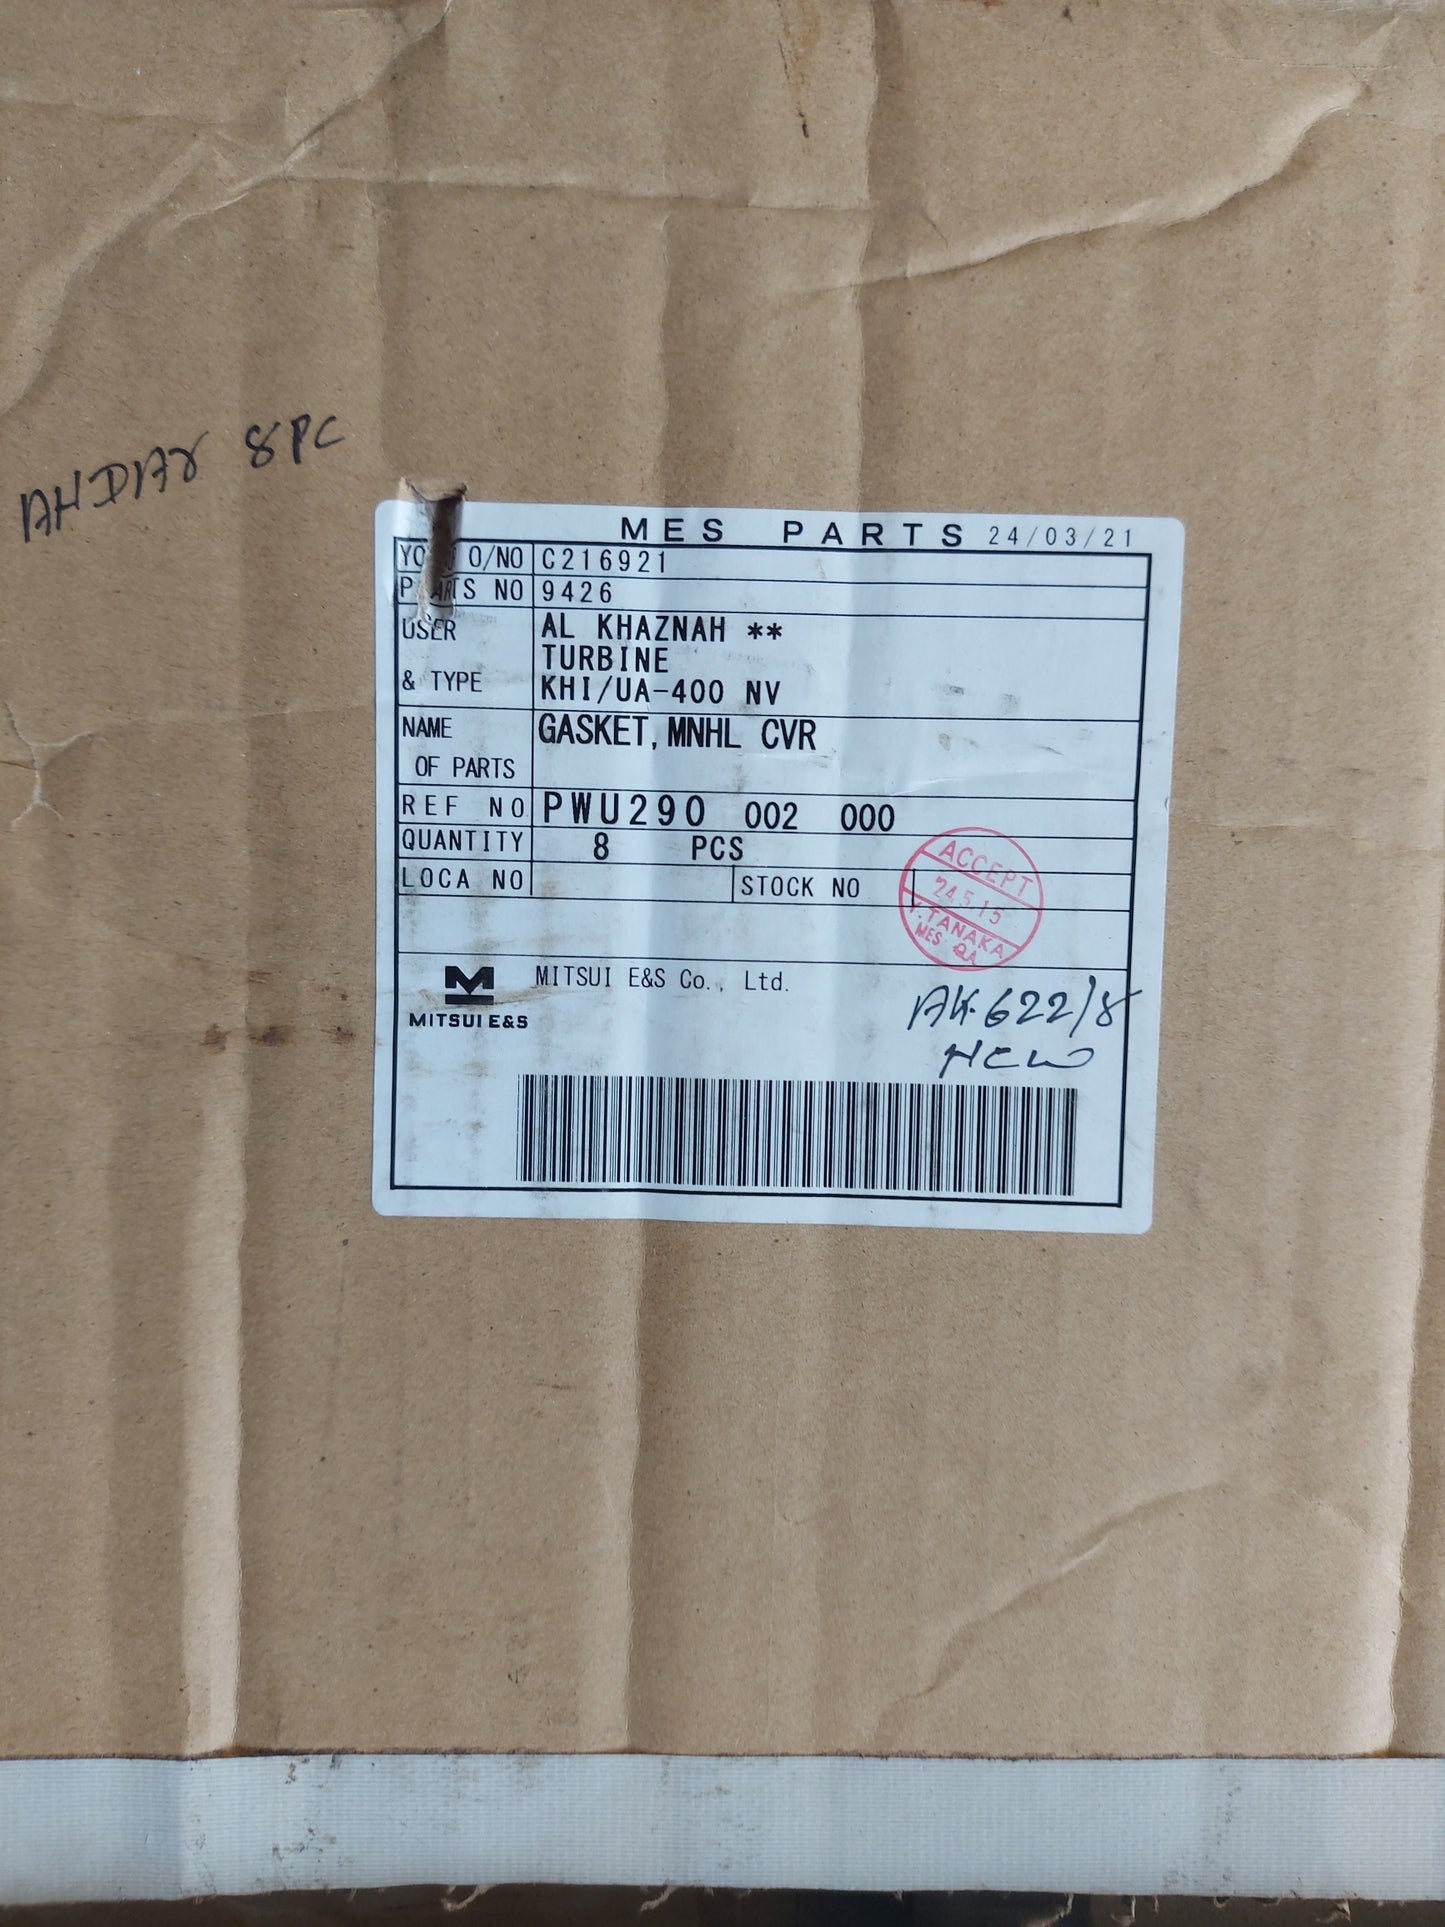 AHDAR 8PC
MES PARTS 24/03/21
O/NO C216921
PARTS NO 9426
USER AL KHAZNAH **
TURBINE
& TYPE KHI/UA-400 NV
NAME GASKET, MNHL CVR
OF PARTS
REF NO PWU290 002 000
QUANTITY 8 PCS
LOCA NO STOCK NO
ACCEPT
24.5.15
Y.TANAKA
MES QA
MITSUI E&S Co., Ltd.
MITSUI E&S
AK-622/8
NEW